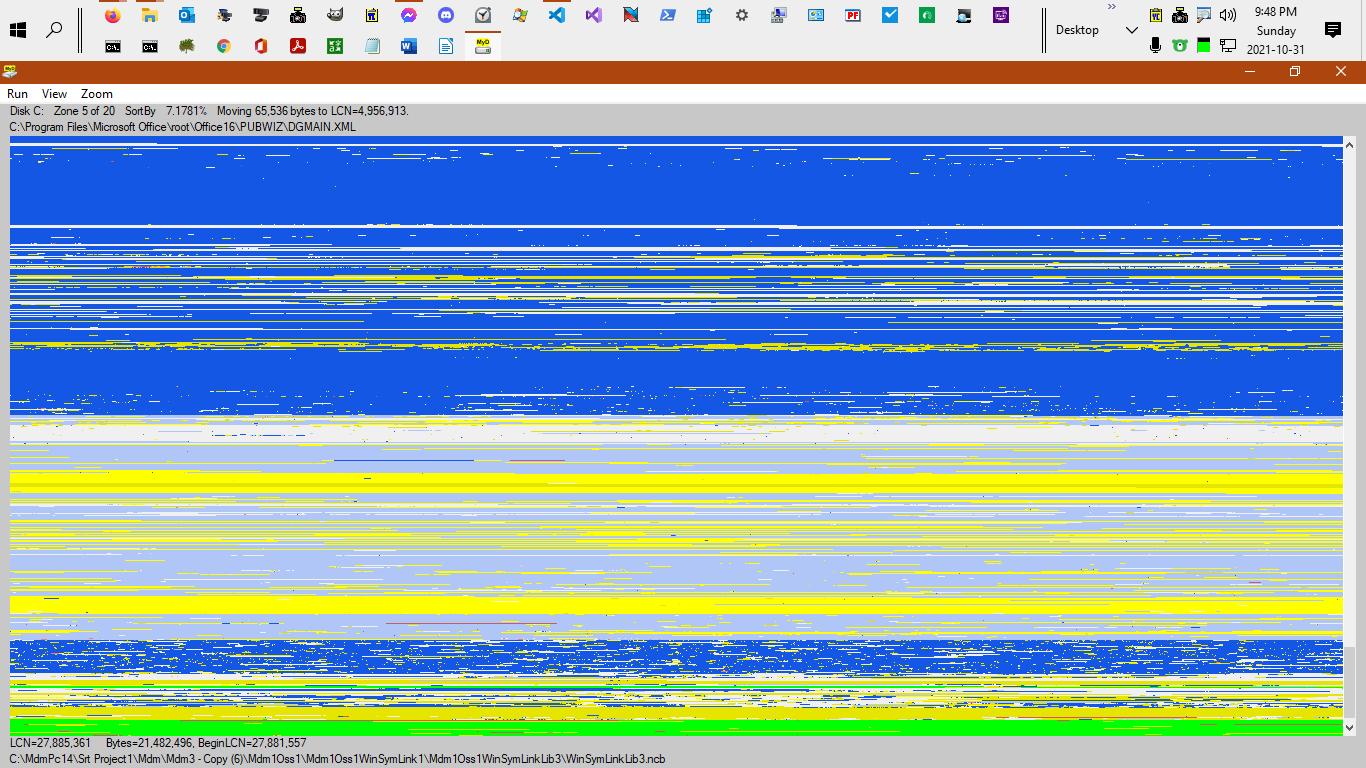 9:48 PM
Sunday
2021-10-31
Desktop
C:\.
C:\.
PF
MyD
Run View Zoom
Disk C: Zone 5 of 20 SortBy 7.1781% Moving 65,536 bytes to LCN=4,956,913.
C:\Program Files\Microsoft Office\root\Office16\PUBWIZ\DGMAIN.XML
LCN=27,885,361 Bytes=21,482,496, BeginLCN=27,881,557
C:\MdmPc14\Srt Project1\Mdm\Mdm3 - Copy (6)\Mdm1Oss1\Mdm1Oss1WinSymLink1\Mdm1Oss1WinSymLinkLib3\WinSymLinkLib3.ncb